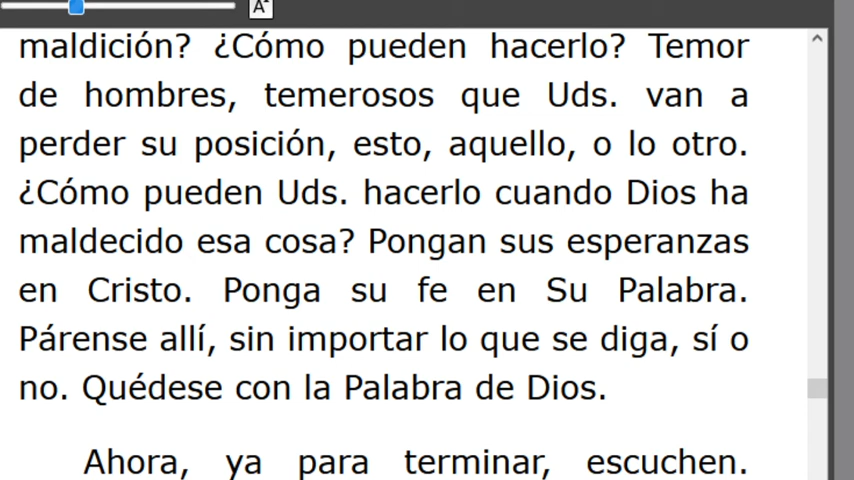 A
maldición? ¿Cómo pueden hacerlo? Temor
de hombres, temerosos que Uds. van a
perder su posición, esto, aquello, o lo otro.
¿Cómo pueden Uds. hacerlo cuando Dios ha
maldecido esa cosa? Pongan sus esperanzas
en Cristo. Ponga su fe en Su Palabra.
Párense allí, sin importar lo que se diga, sí o
no. Quédese con la Palabra de Dios.
Ahora, ya para terminar, escuchen.